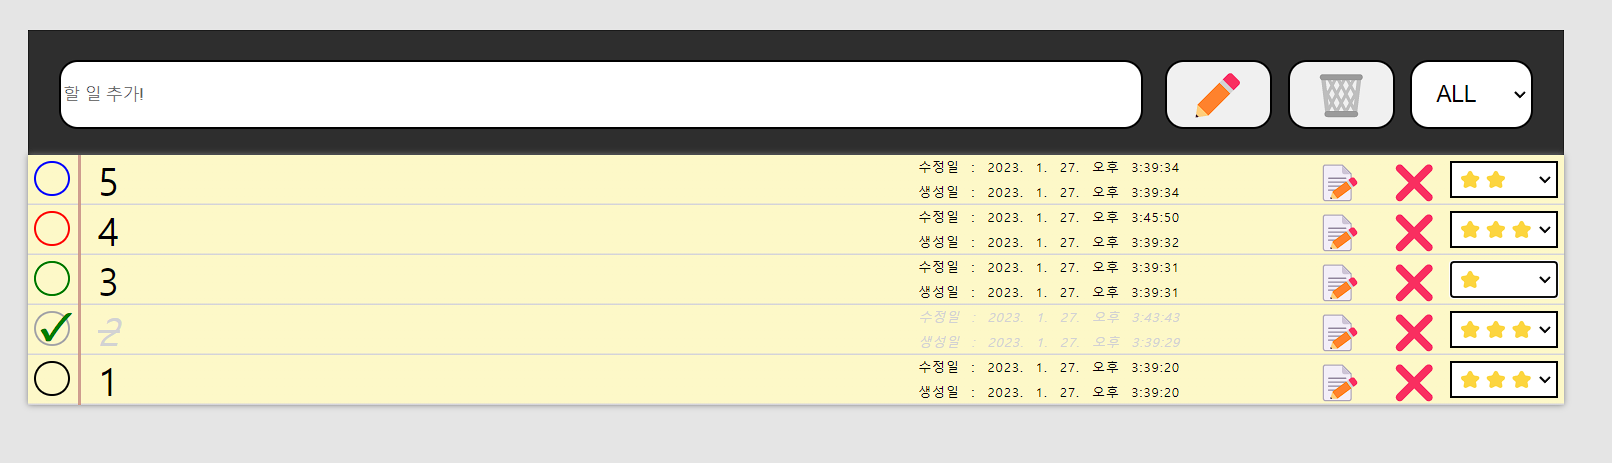 할 일 추가!
ALL
5
수정일 : 2023. 1. 27. 오후 3:39:34
생성일 : 2023. 1. 27. 오후 3:39:34
4
수정일 : 2023. 1. 27. 오후 3:45:50
생성일 : 2023. 1. 27. 오후 3:39:32
3
수정일 : 2023. 1. 27. 오후 3:39:31
생성일 : 2023. 1. 27. 오후 3:39:31
2
수정일 : 2023. 1. 27. 오후 3:43:43
생성일 : 2023. 1. 27. 오후 3:39:29
1
수정일 : 2023. 1. 27. 오후 3:39:20
생성일 : 2023. 1. 27. 오후 3:39:20